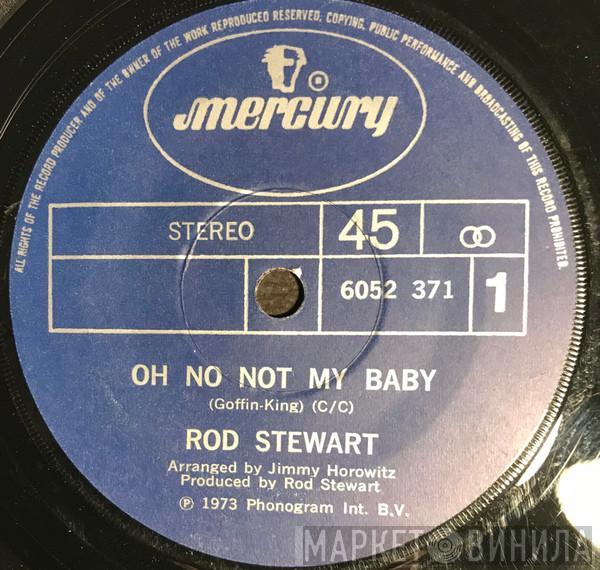 ALL RIGHTS OF THE RECORD PRODUCER AND OF THE OWNER OF THE WORK REPRODUCED RESERVED. COPYING, PUBLIC PERFORMANCE AND BROADCASTING OF THIS RECORD PROHIBITED.
R
mercury
STEREO
45
6052 371
1
OH NO NOT MY BABY
(Goffin-King) (C/C)
ROD STEWART
Arranged by Jimmy Horowitz
Produced by Rod Stewart
℗ 1973 Phonogram Int. B.V.
МАРКЕТ ВИНИЛА